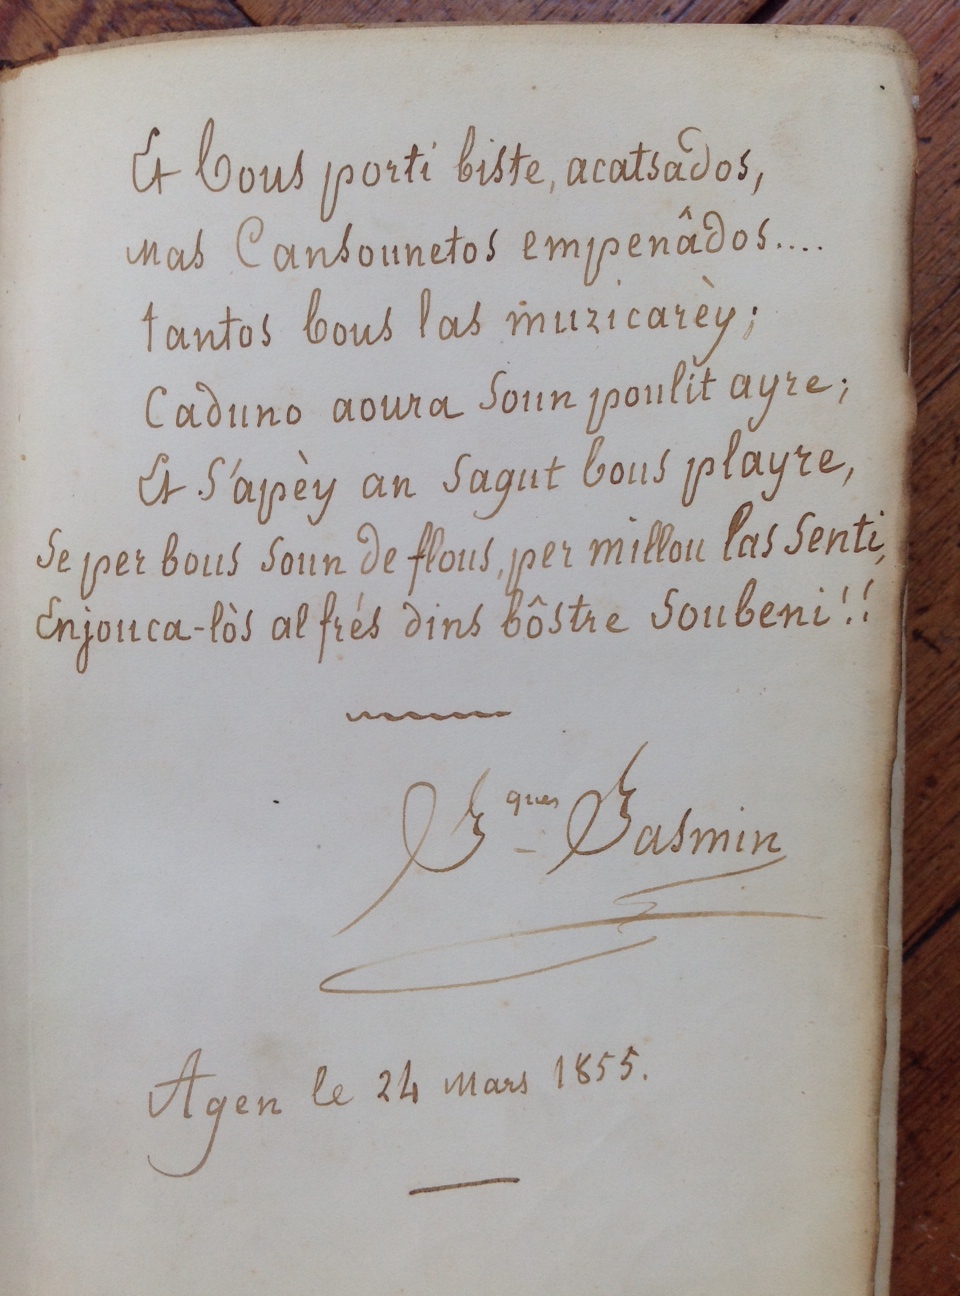 Et bous porti biste, acatsados,
mas Cansounetos empenâdos....
tantos bous las muzicarèy;
Caduno aoura soun poulit ayre;
Et s'apèy an sagut bous playre,
Se per bous soun de flous, per millou las senti,
Enjouca-lòs al frés dins bôstre soubeni!!
Jques Jasmin
Agen le 24 Mars 1855.